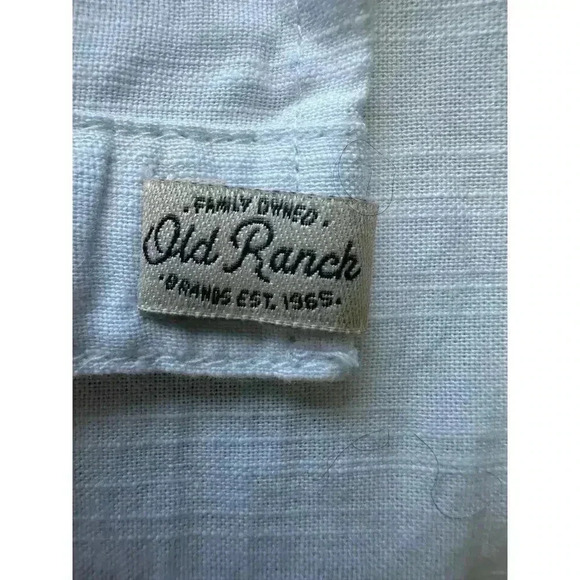 · FAMILY OWNED ·
Old Ranch
· BRANDS EST. 1965 ·